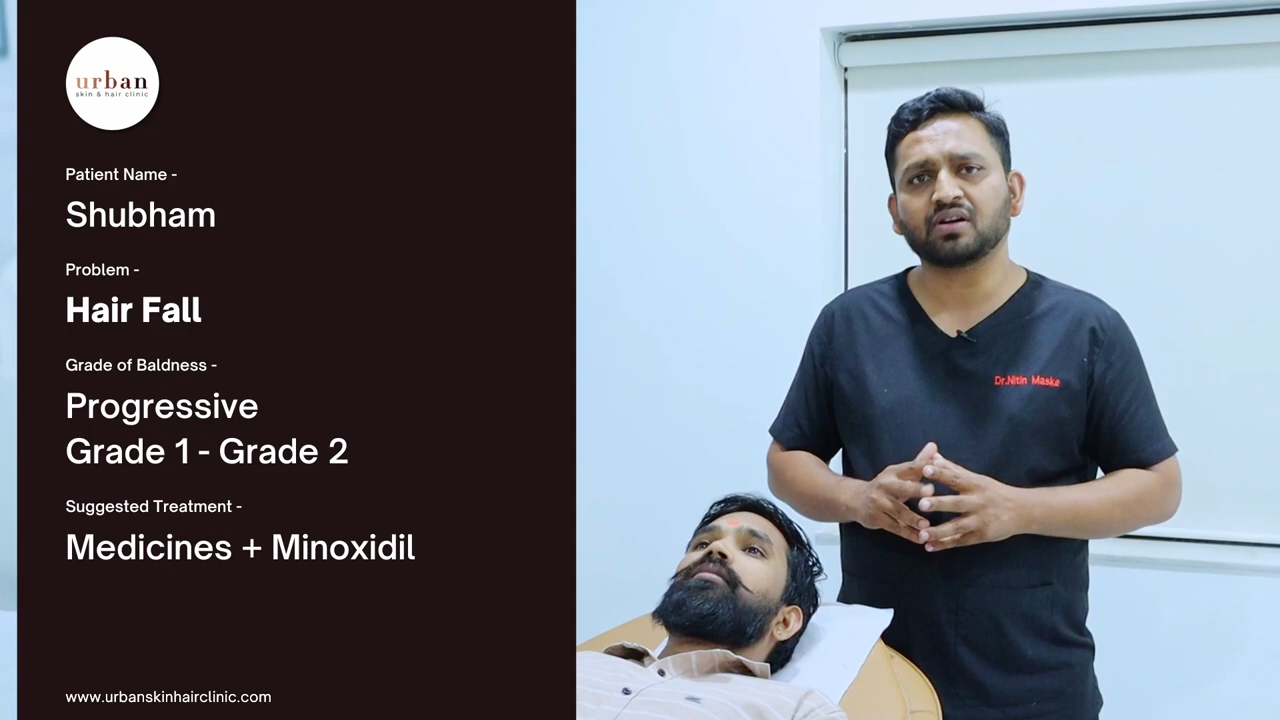 urban
skin & hair clinic
Patient Name -
Shubham
Problem -
Hair Fall
Grade of Baldness -
Progressive
Grade 1 - Grade 2
Suggested Treatment -
Medicines + Minoxidil
www.urbanskinhairclinic.com
Dr.Nitin Maske